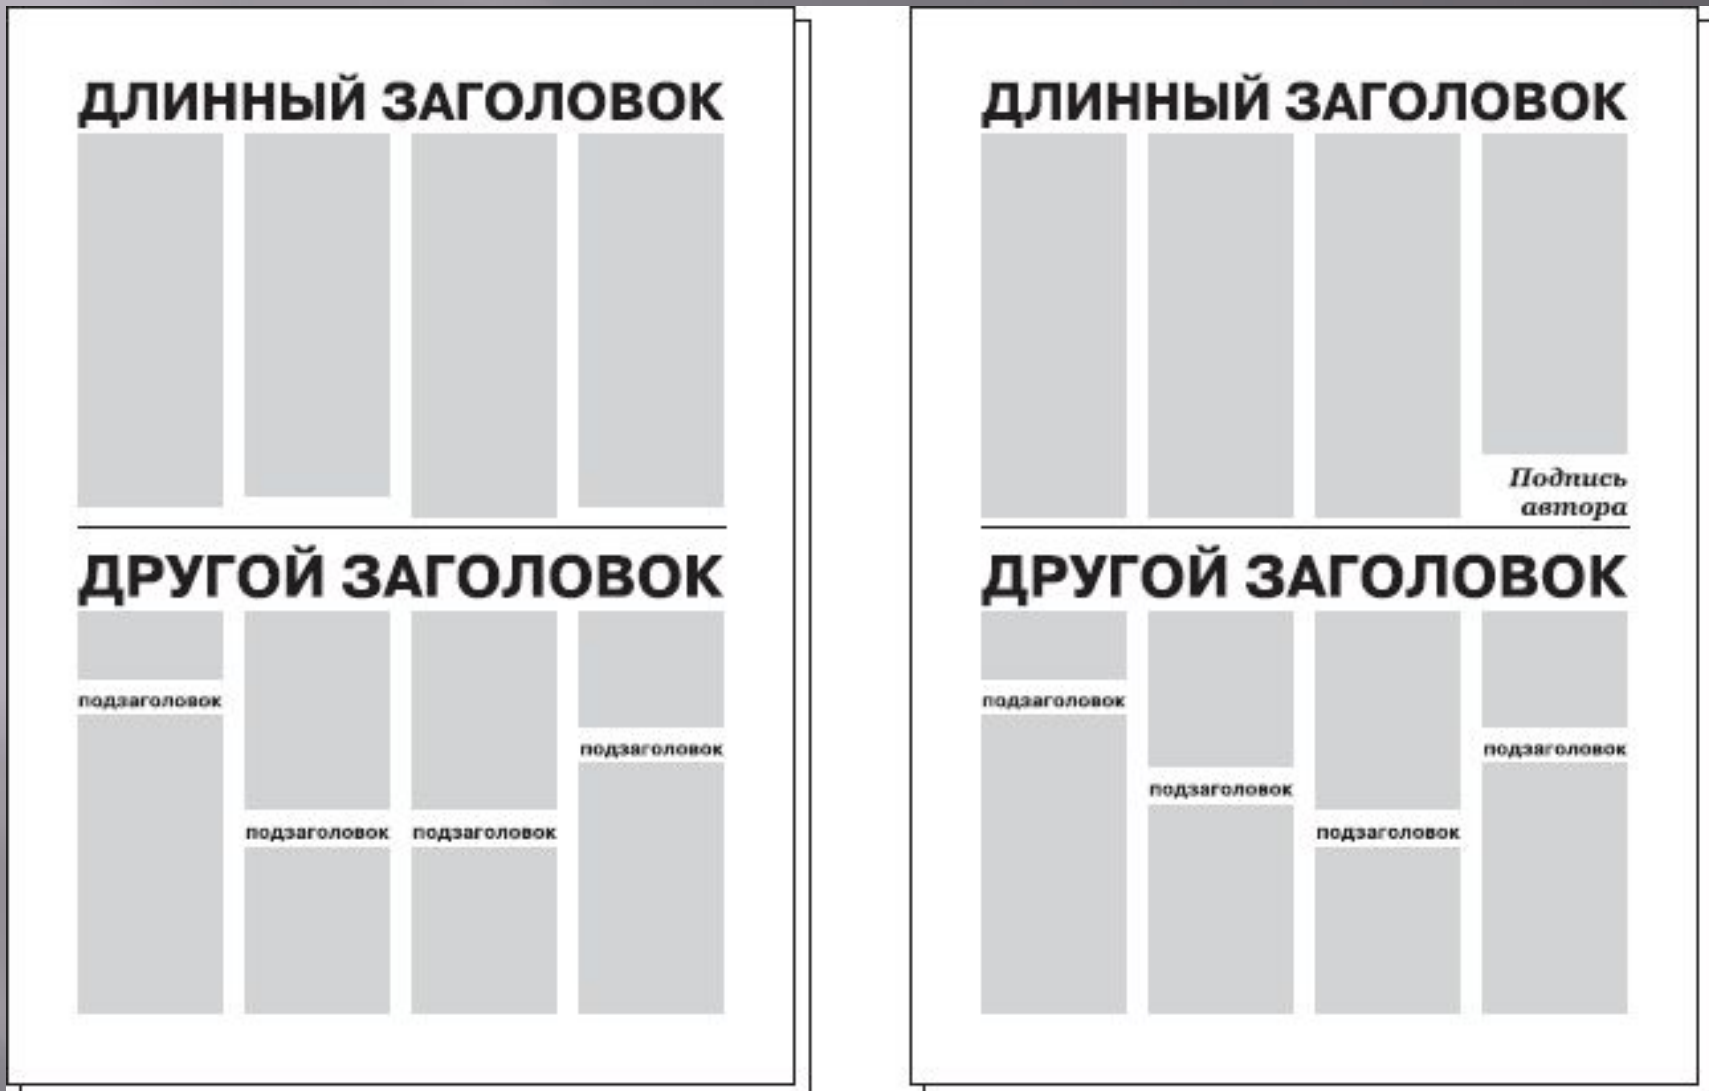 ДЛИННЫЙ ЗАГОЛОВОК
ДРУГОЙ ЗАГОЛОВОК
подзаголовок
подзаголовок
подзаголовок
подзаголовок
ДЛИННЫЙ ЗАГОЛОВОК
Подпись
автора
ДРУГОЙ ЗАГОЛОВОК
подзаголовок
подзаголовок
подзаголовок
подзаголовок